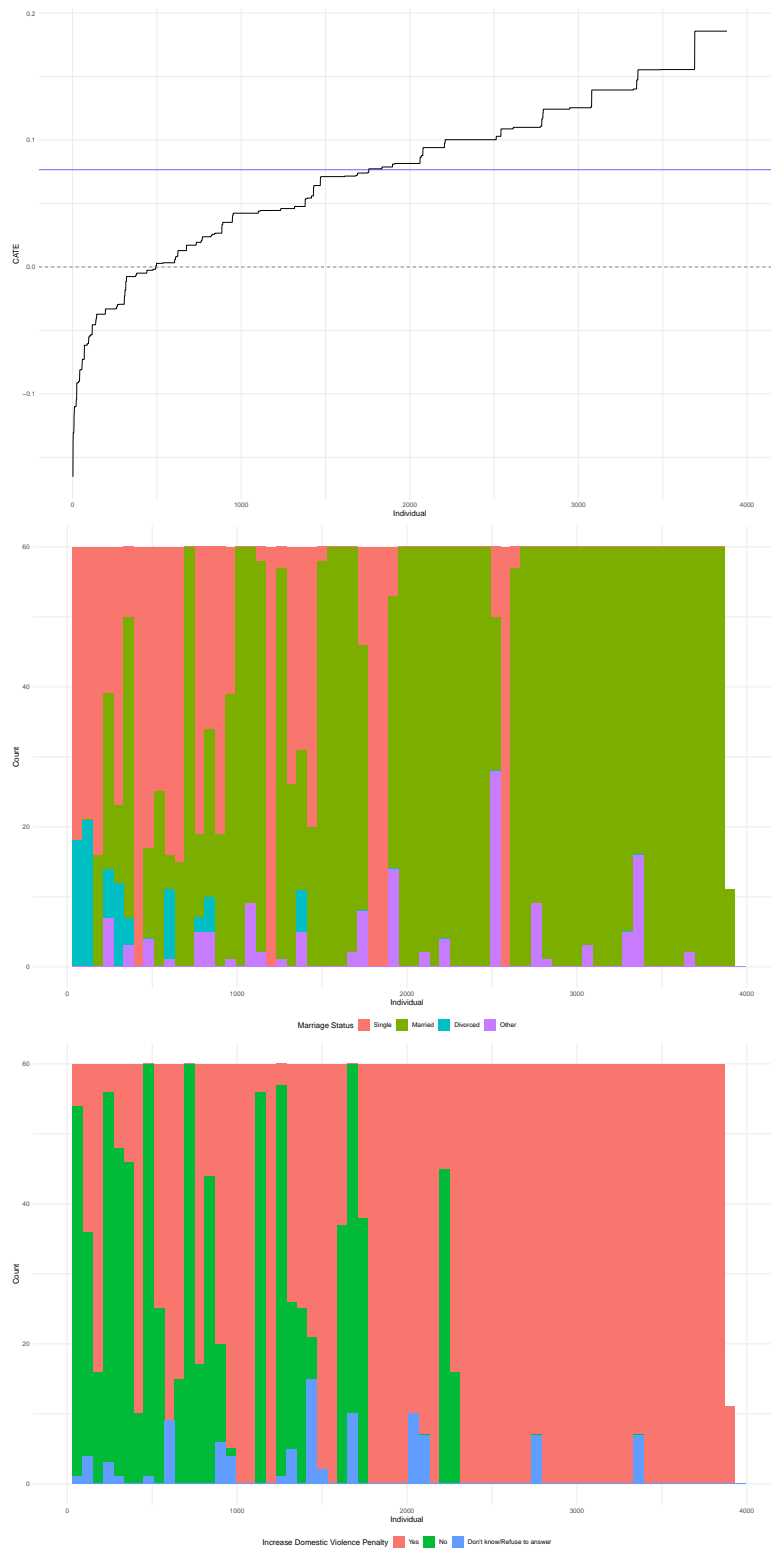 0.2
0.1
0.0
−0.1
CATE
0 1000 2000 3000 4000
Individual
60
40
20
0
Count
0 1000 2000 3000 4000
Individual
Marriage Status Single Married Divorced Other
60
40
20
0
Count
0 1000 2000 3000 4000
Individual
Increase Domestic Violence Penalty Yes No Don't know/Refuse to answer